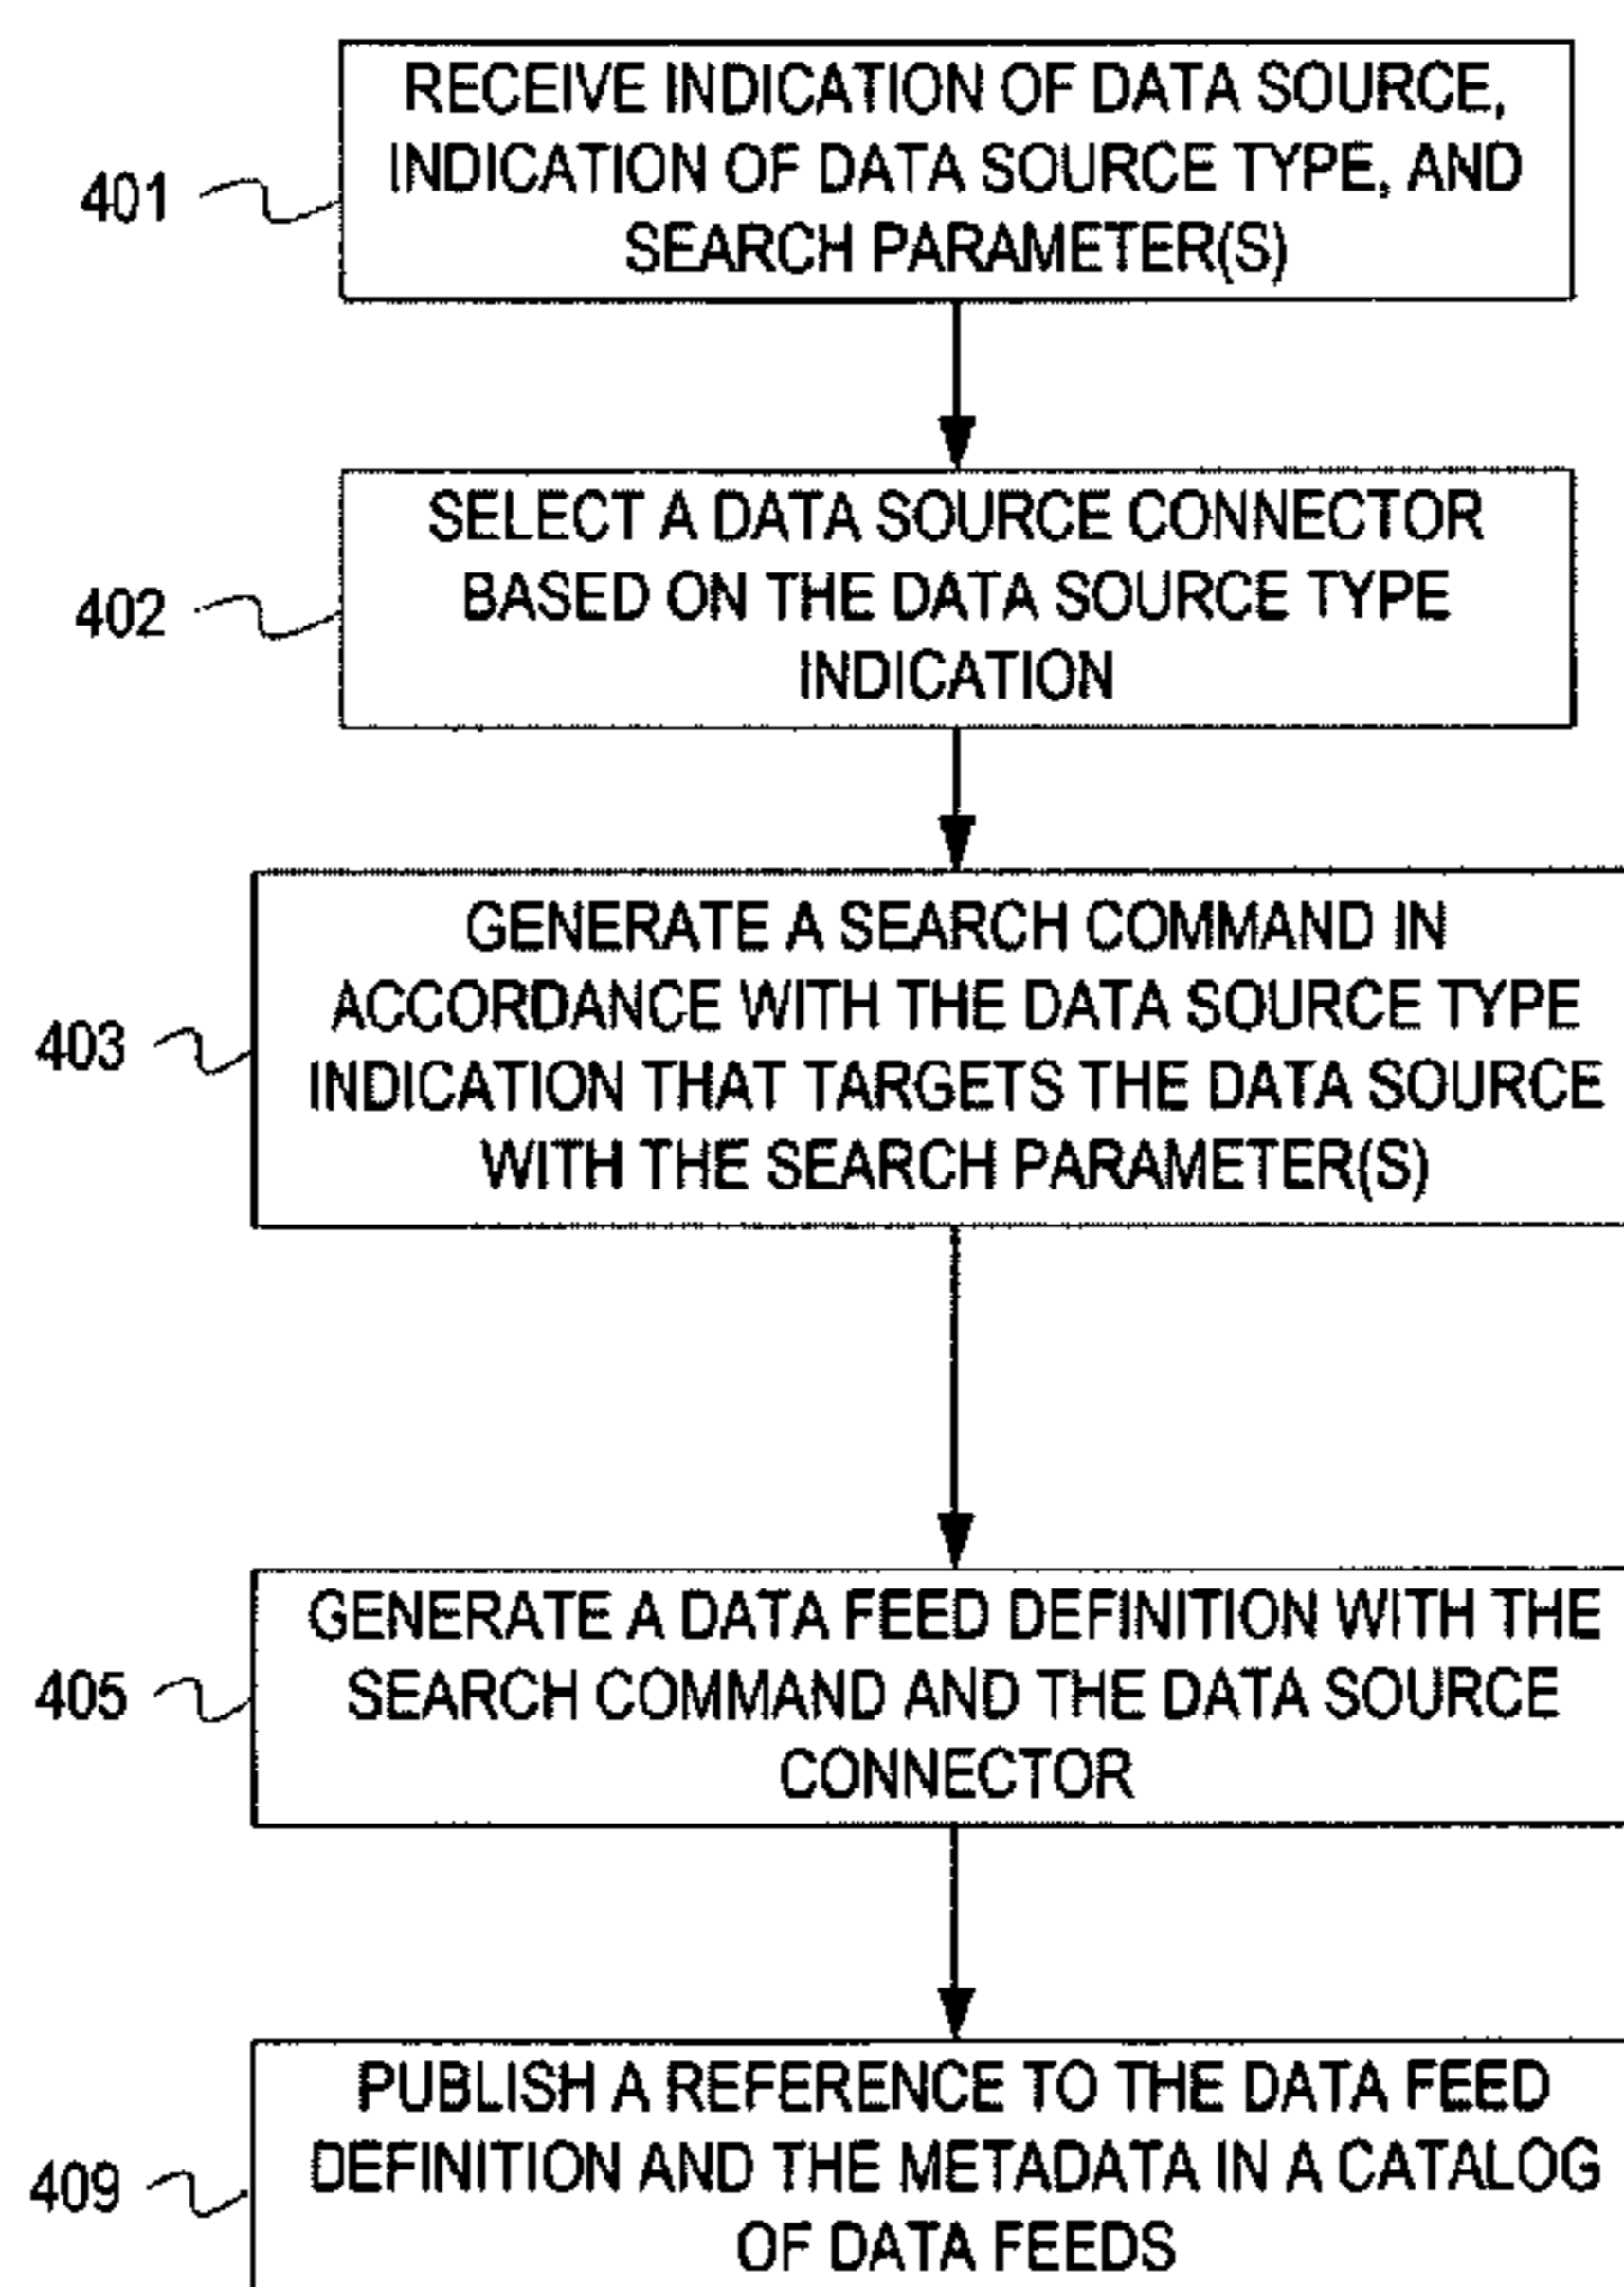 RECEIVE INDICATION OF DATA SOURCE,
INDICATION OF DATA SOURCE TYPE, AND
SEARCH PARAMETER(S)
401
SELECT A DATA SOURCE CONNECTOR
BASED ON THE DATA SOURCE TYPE
INDICATION
402
GENERATE A SEARCH COMMAND IN
ACCORDANCE WITH THE DATA SOURCE TYPE
INDICATION THAT TARGETS THE DATA SOURCE
WITH THE SEARCH PARAMETER(S)
403
GENERATE A DATA FEED DEFINITION WITH THE
SEARCH COMMAND AND THE DATA SOURCE
CONNECTOR
405
PUBLISH A REFERENCE TO THE DATA FEED
DEFINITION AND THE METADATA IN A CATALOG
OF DATA FEEDS
409